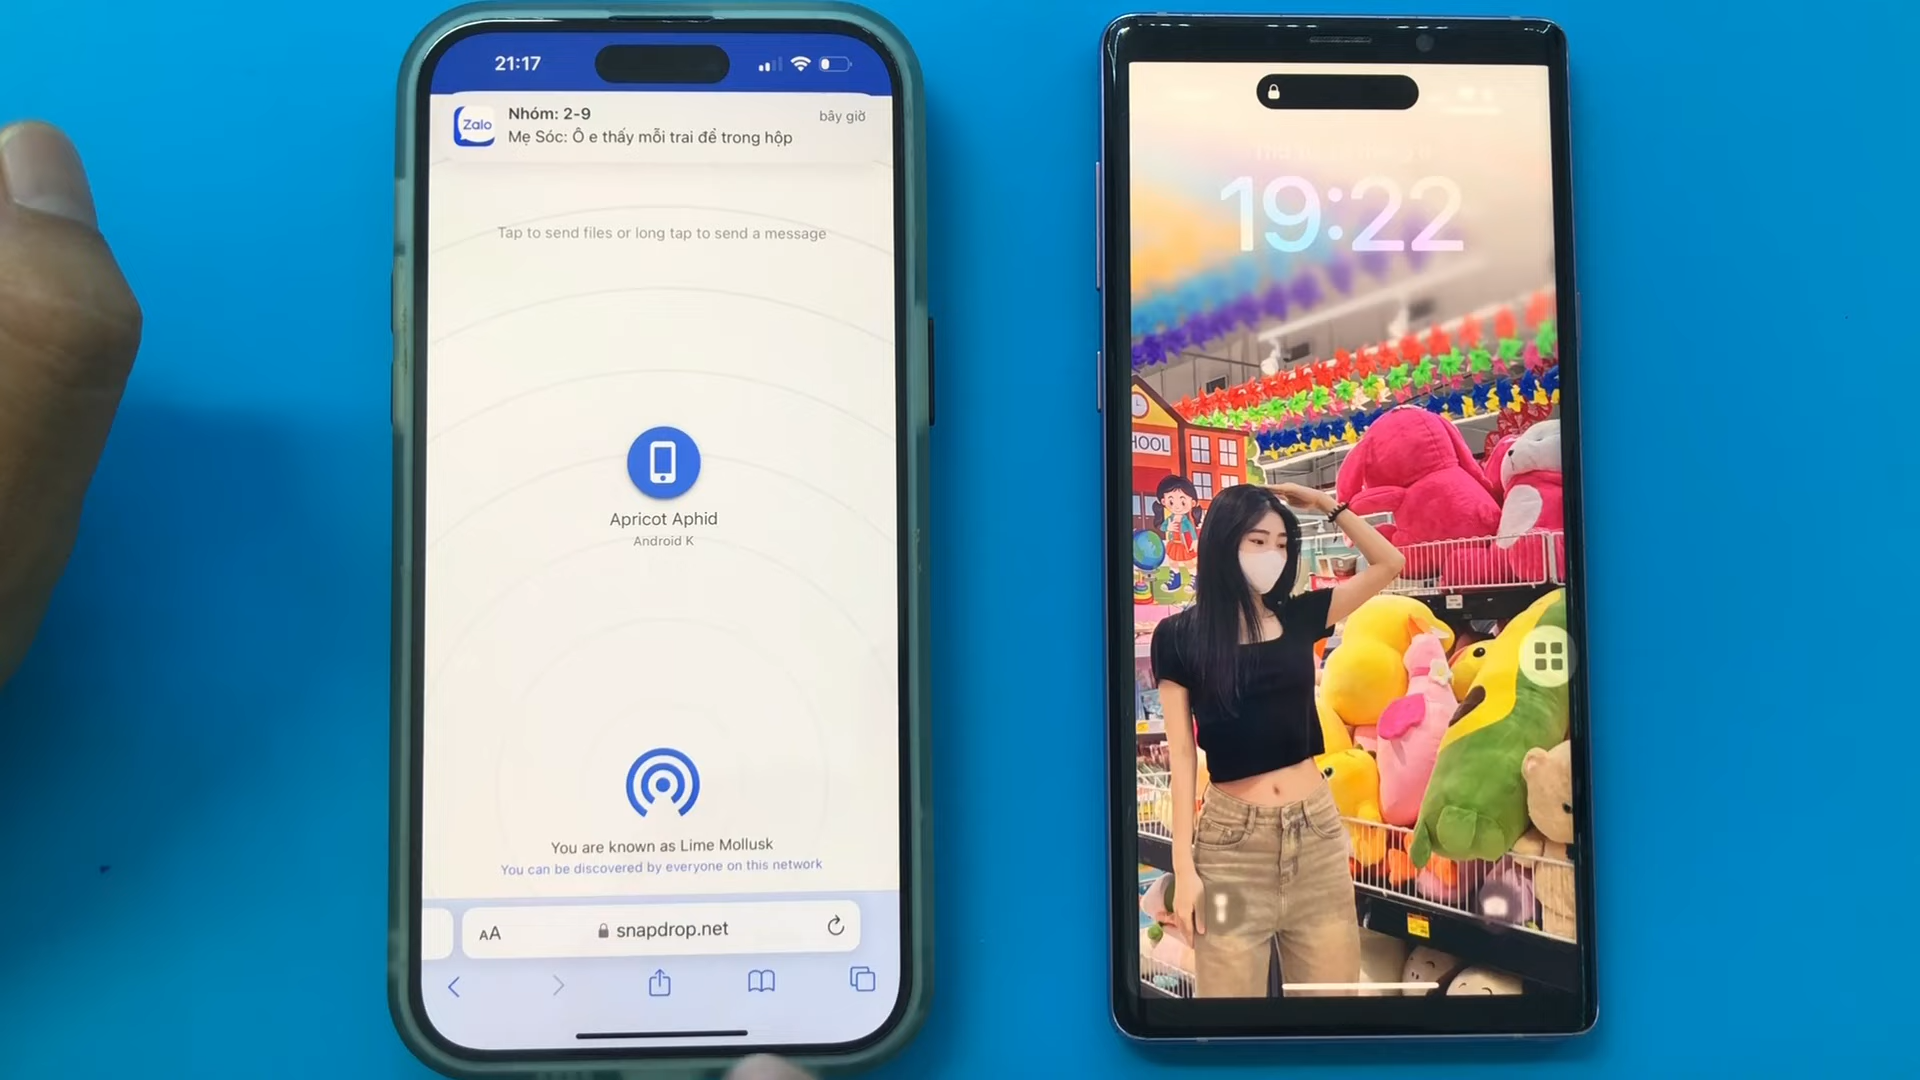 21:17
Zalo
Nhóm: 2-9
bây giờ
Mẹ Sóc: Ô e thấy mỗi trai để trong hộp
Tap to send files or long tap to send a message
Apricot Aphid
Android K
You are known as Lime Mollusk
You can be discovered by everyone on this network
AA
snapdrop.net
19:22
HOOL